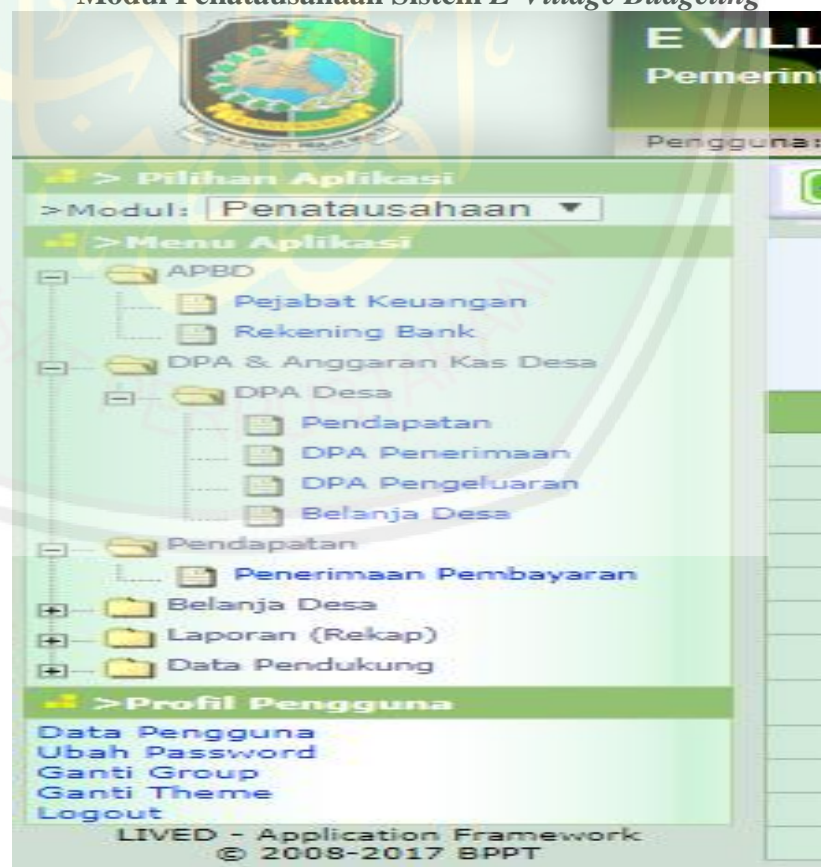 Modul Penatausahaan Sistem E-Village Budgeting
E VILL
Pemerint
Pengguna:
> Pilihan Aplikasi
>Modul: Penatausahaan ▼
>Menu Aplikasi
APBD
Pejabat Keuangan
Rekening Bank
DPA & Anggaran Kas Desa
DPA Desa
Pendapatan
DPA Penerimaan
DPA Pengeluaran
Belanja Desa
Pendapatan
Penerimaan Pembayaran
Belanja Desa
Laporan (Rekap)
Data Pendukung
>Profil Pengguna
Data Pengguna
Ubah Password
Ganti Group
Ganti Theme
Logout
LIVED - Application Framework
© 2008-2017 BPPT